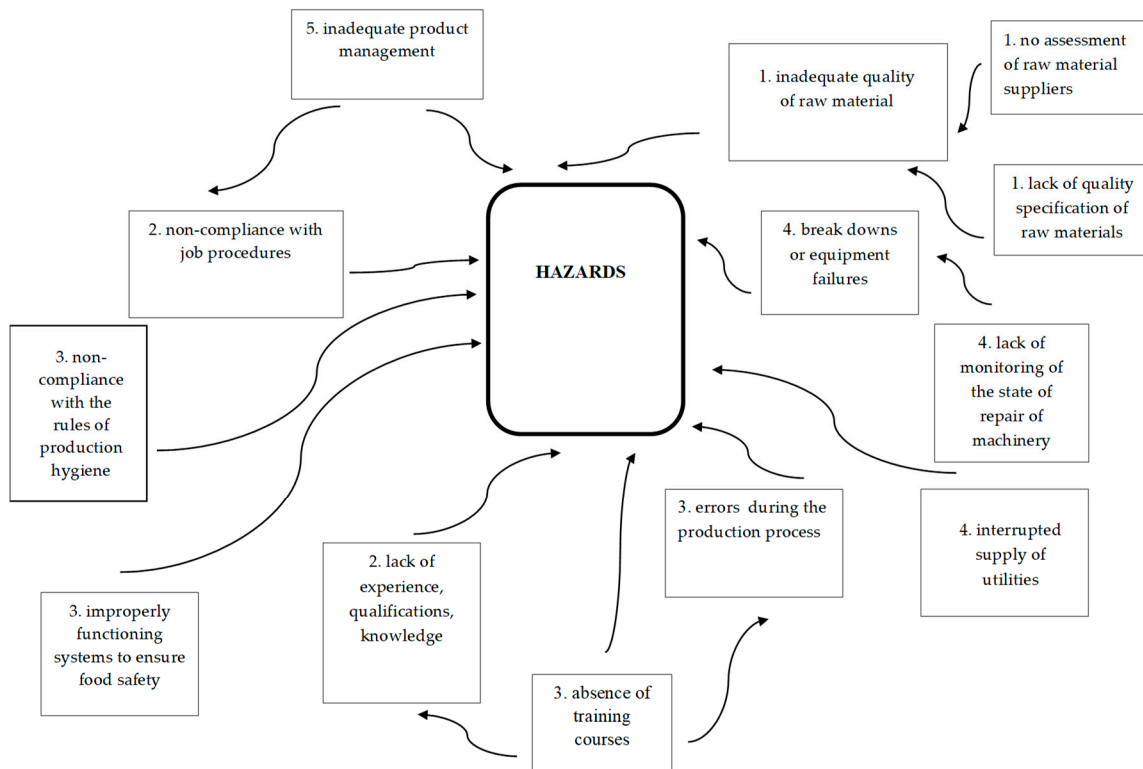 5. inadequate product
management
1. inadequate quality
of raw material
1. no assessment
of raw material
suppliers
1. lack of quality
specification of
raw materials
2. non-compliance with
job procedures
4. break downs
or equipment
failures
HAZARDS
3. non-
compliance
with the
rules of
production
hygiene
4. lack of
monitoring of
the state of
repair of
machinery
3. errors during the
production process
4. interrupted
supply of
utilities
2. lack of
experience,
qualifications,
knowledge
3. improperly
functioning
systems to ensure
food safety
3. absence of
training
courses